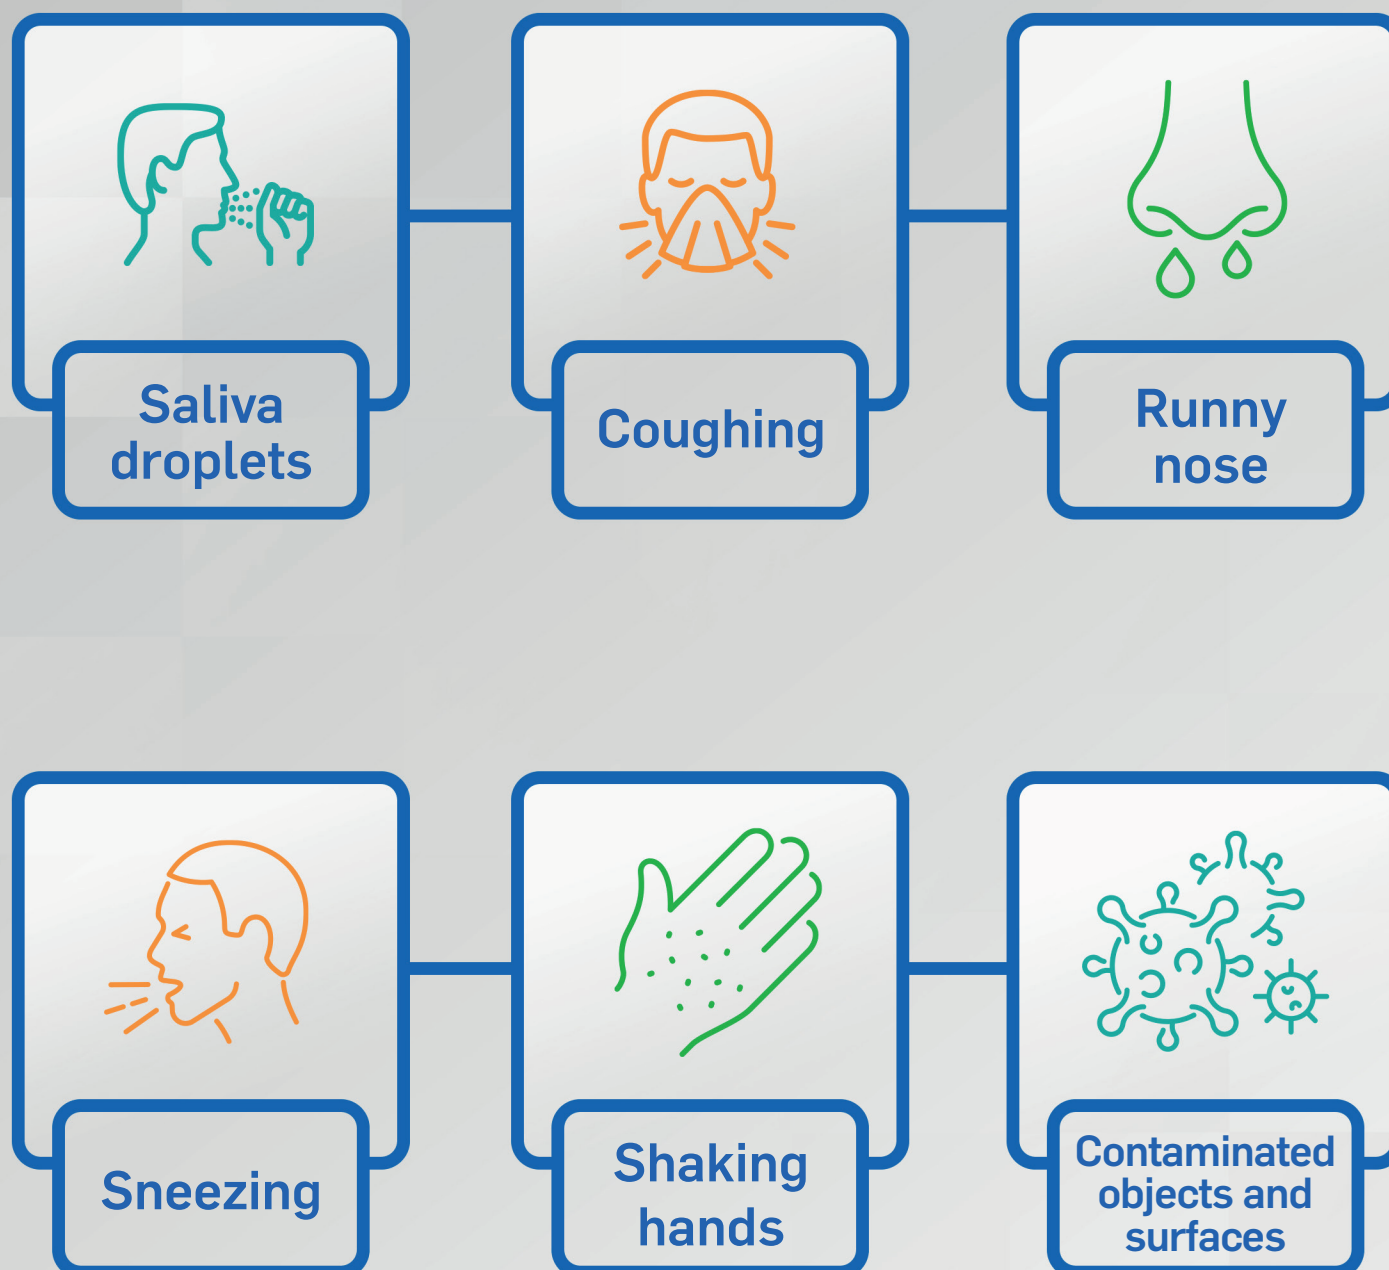 Saliva
droplets
Coughing
Runny
nose
Sneezing
Shaking
hands
Contaminated
objects and
surfaces